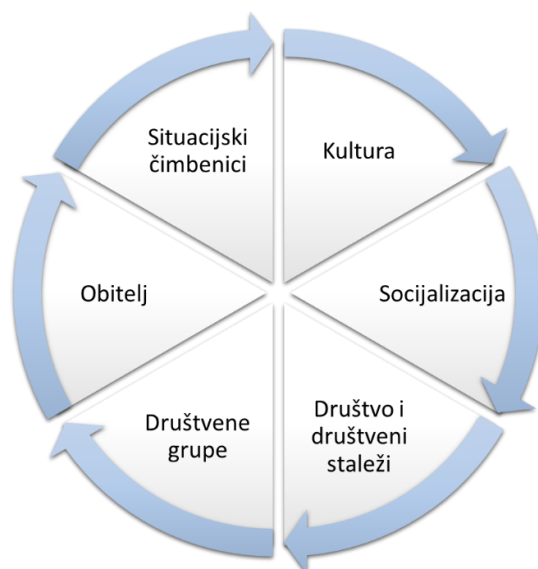 Situacijski
čimbenici
Kultura
Socijalizacija
Društvo i
društveni
staleži
Društvene
grupe
Obitelj